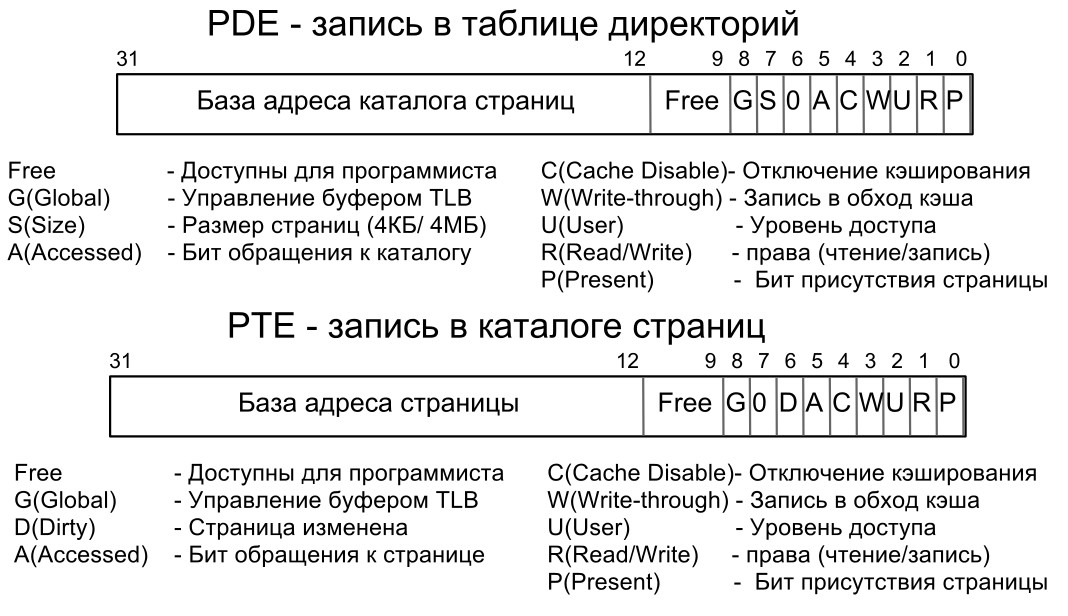 PDE - запись в таблице директорий
31 12 9 8 7 6 5 4 3 2 1 0
База адреса каталога страниц Free G S 0 A C W U R P
Free - Доступны для программиста C(Cache Disable)- Отключение кэширования
G(Global) - Управление буфером TLB W(Write-through) - Запись в обход кэша
S(Size) - Размер страниц (4КБ/ 4МБ) U(User) - Уровень доступа
A(Accessed) - Бит обращения к каталогу R(Read/Write) - права (чтение/запись)
P(Present) - Бит присутствия страницы
PTE - запись в каталоге страниц
31 12 9 8 7 6 5 4 3 2 1 0
База адреса страницы Free G 0 D A C W U R P
Free - Доступны для программиста C(Cache Disable)- Отключение кэширования
G(Global) - Управление буфером TLB W(Write-through) - Запись в обход кэша
D(Dirty) - Страница изменена U(User) - Уровень доступа
A(Accessed) - Бит обращения к странице R(Read/Write) - права (чтение/запись)
P(Present) - Бит присутствия страницы